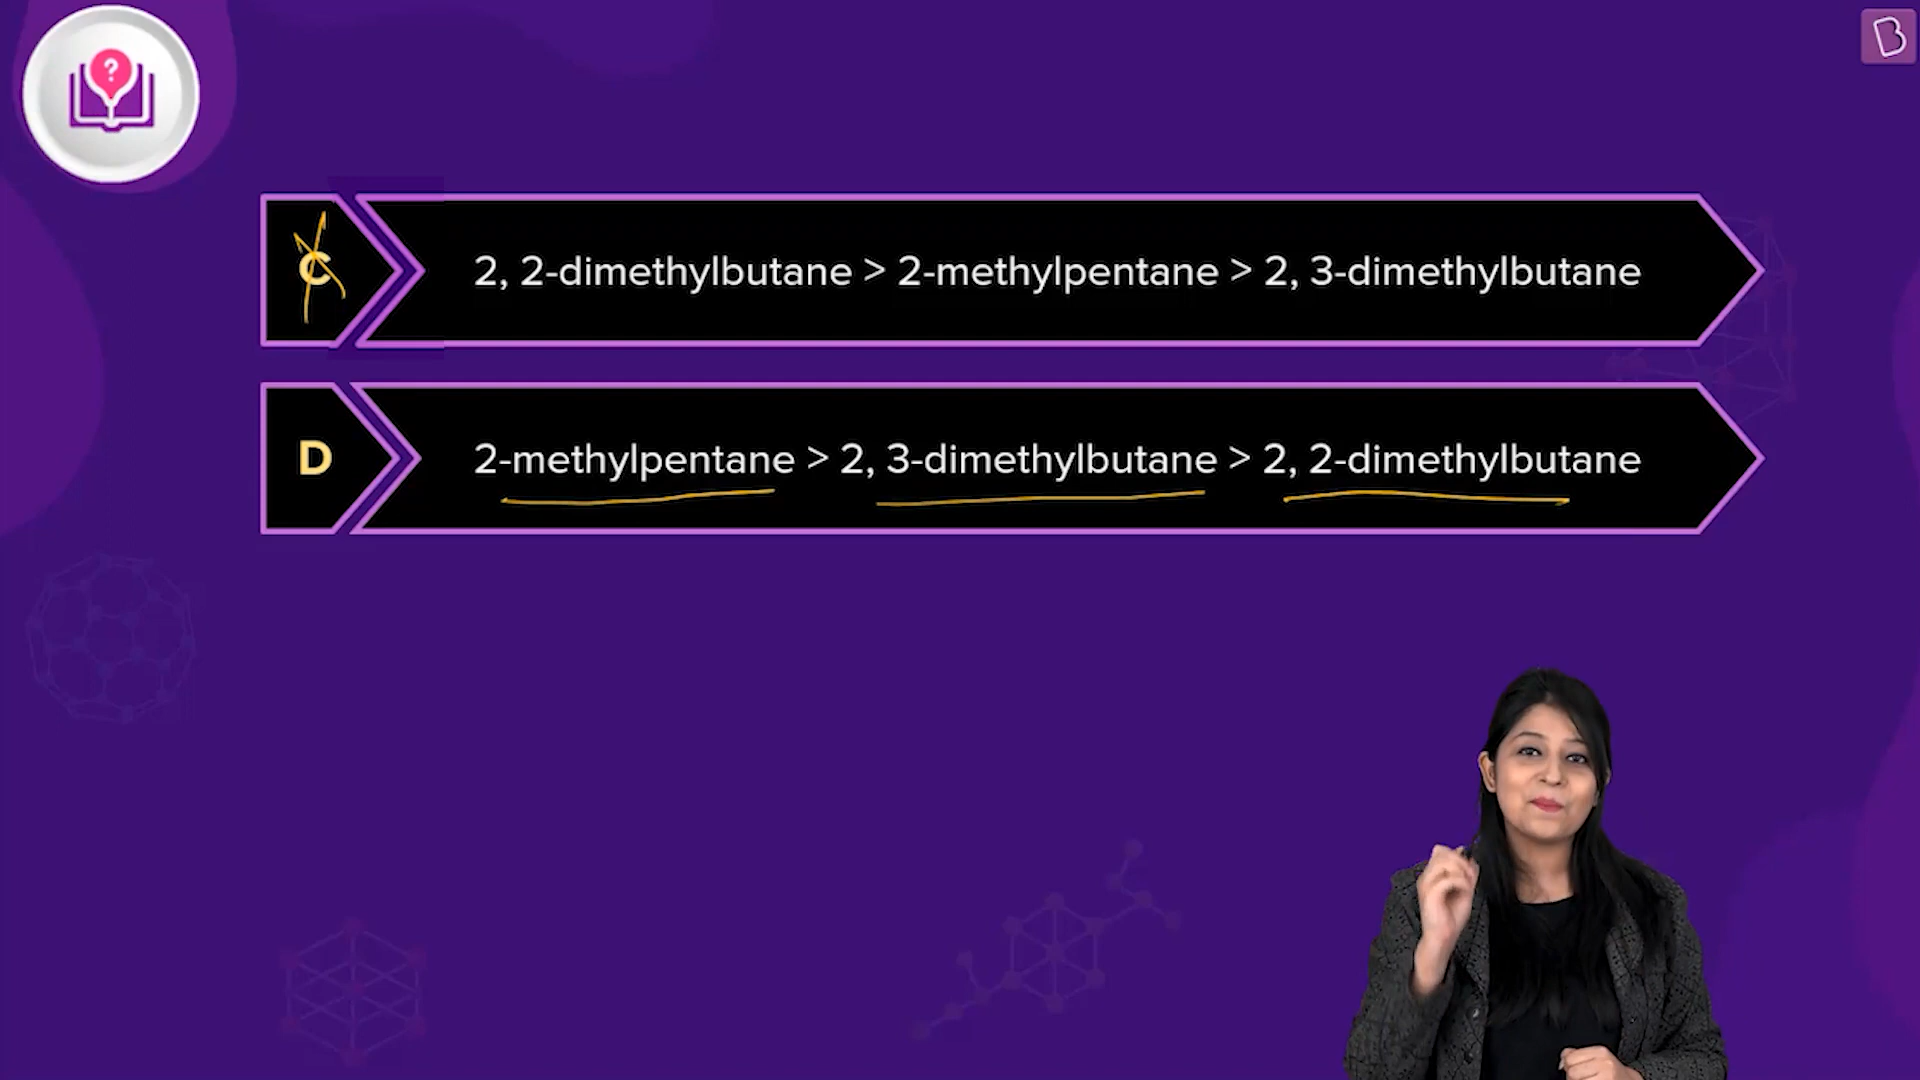 ?
B
C
2, 2-dimethylbutane > 2-methylpentane > 2, 3-dimethylbutane
D
2-methylpentane > 2, 3-dimethylbutane > 2, 2-dimethylbutane